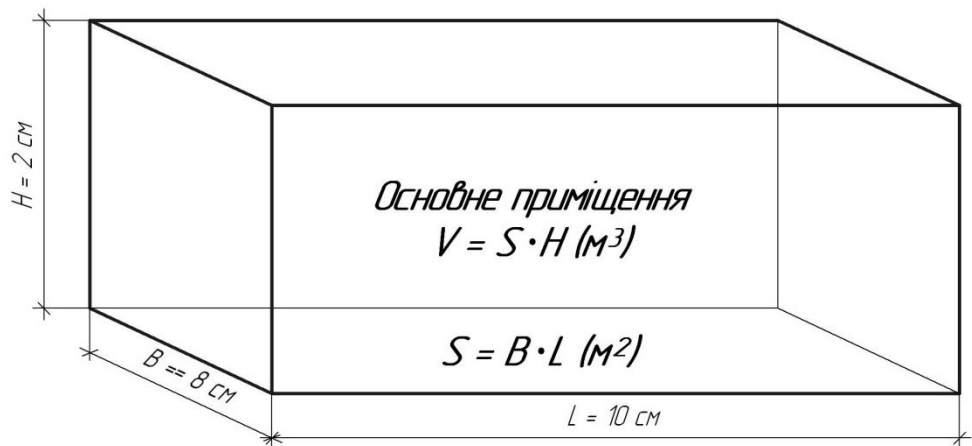 H = 2 см
Основне приміщення
V = S·H (м³)
S = B·L (м²)
B == 8 см
L = 10 см